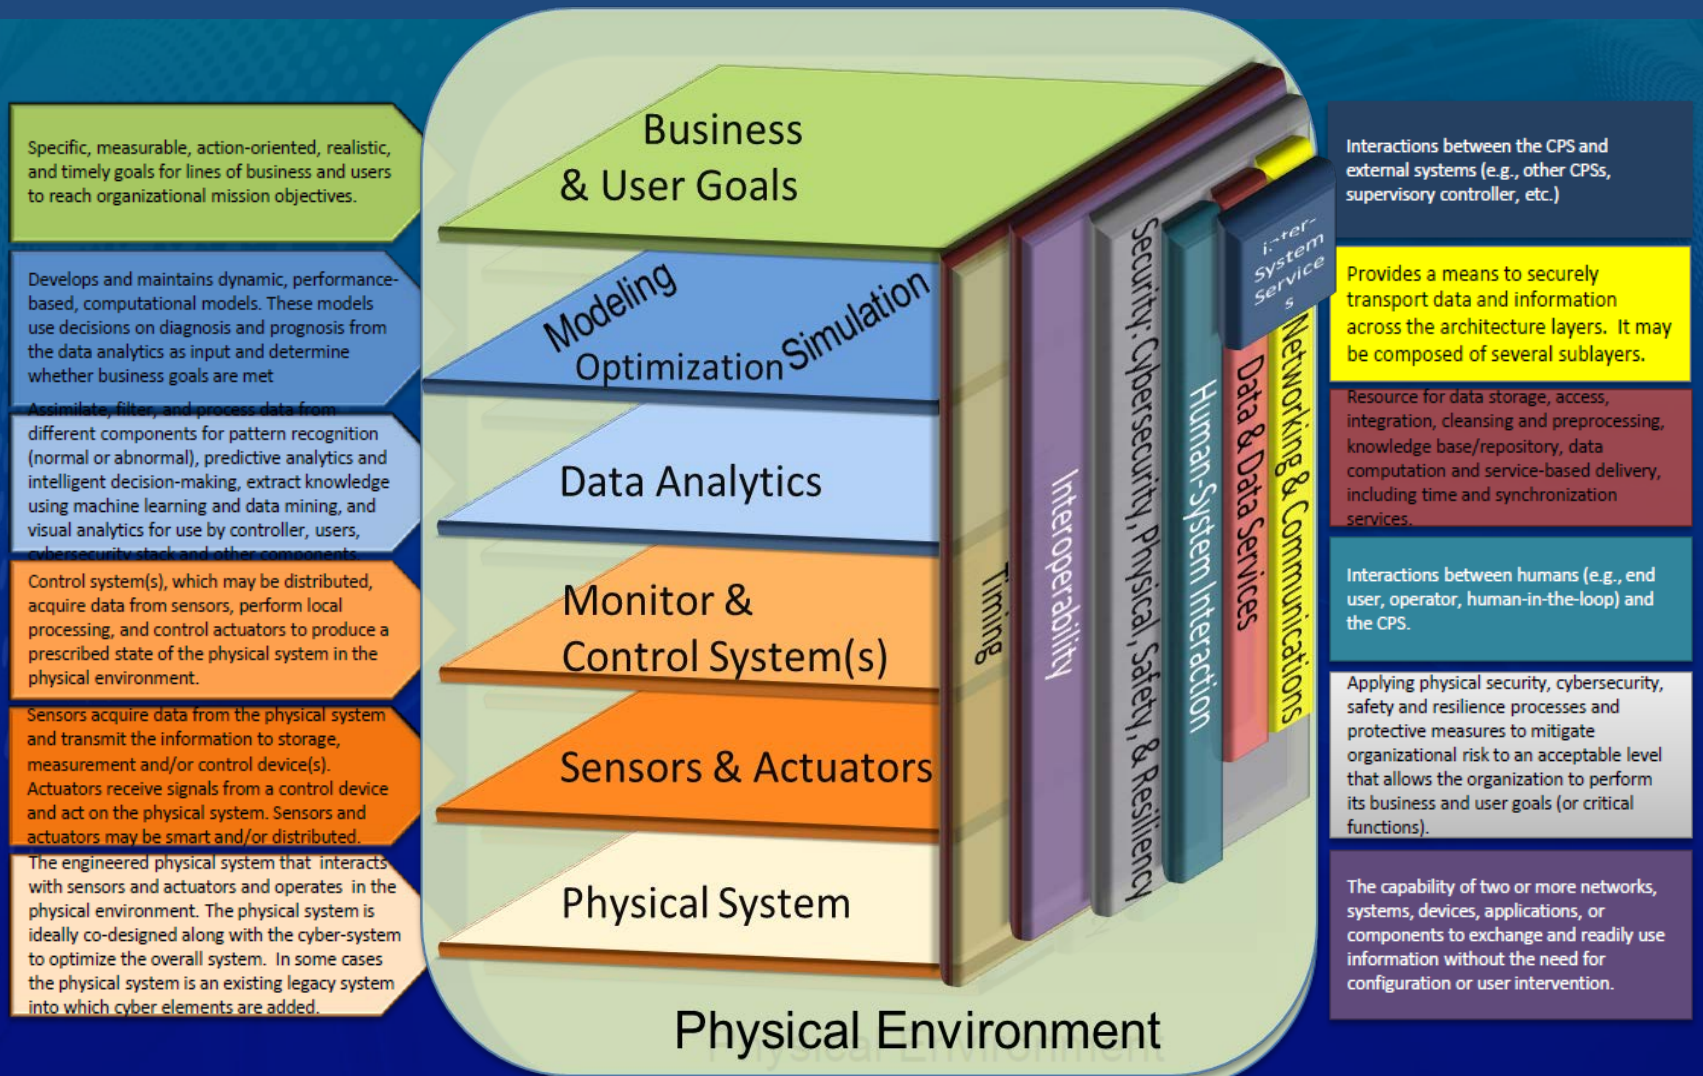 Specific, measurable, action-oriented, realistic,
and timely goals for lines of business and users
to reach organizational mission objectives.
Develops and maintains dynamic, performance-
based, computational models. These models
use decisions on diagnosis and prognosis from
the data analytics as input and determine
whether business goals are met
Assimilate, filter, and process data from
different components for pattern recognition
(normal or abnormal), predictive analytics and
intelligent decision-making, extract knowledge
using machine learning and data mining, and
visual analytics for use by controller, users,
cybersecurity stack and other components
Control system(s), which may be distributed,
acquire data from sensors, perform local
processing, and control actuators to produce a
prescribed state of the physical system in the
physical environment.
Sensors acquire data from the physical system
and transmit the information to storage,
measurement and/or control device(s).
Actuators receive signals from a control device
and act on the physical system. Sensors and
actuators may be smart and/or distributed.
The engineered physical system that interacts
with sensors and actuators and operates in the
physical environment. The physical system is
ideally co-designed along with the cyber-system
to optimize the overall system. In some cases
the physical system is an existing legacy system
into which cyber elements are added.
Business
& User Goals
Modeling
Simulation
Optimization
Data Analytics
Monitor &
Control System(s)
Sensors & Actuators
Physical System
Timing
Interoperability
Security: Cybersecurity, Physical, Safety, & Resiliency
Human-System Interaction
Data & Data Services
Networking & Communications
inter-
System
Service
s
Physical Environment
Interactions between the CPS and
external systems (e.g., other CPSs,
supervisory controller, etc.)
Provides a means to securely
transport data and information
across the architecture layers. It may
be composed of several sublayers.
Resource for data storage, access,
integration, cleansing and preprocessing,
knowledge base/repository, data
computation and service-based delivery,
including time and synchronization
services.
Interactions between humans (e.g., end
user, operator, human-in-the-loop) and
the CPS.
Applying physical security, cybersecurity,
safety and resilience processes and
protective measures to mitigate
organizational risk to an acceptable level
that allows the organization to perform
its business and user goals (or critical
functions).
The capability of two or more networks,
systems, devices, applications, or
components to exchange and readily use
information without the need for
configuration or user intervention.